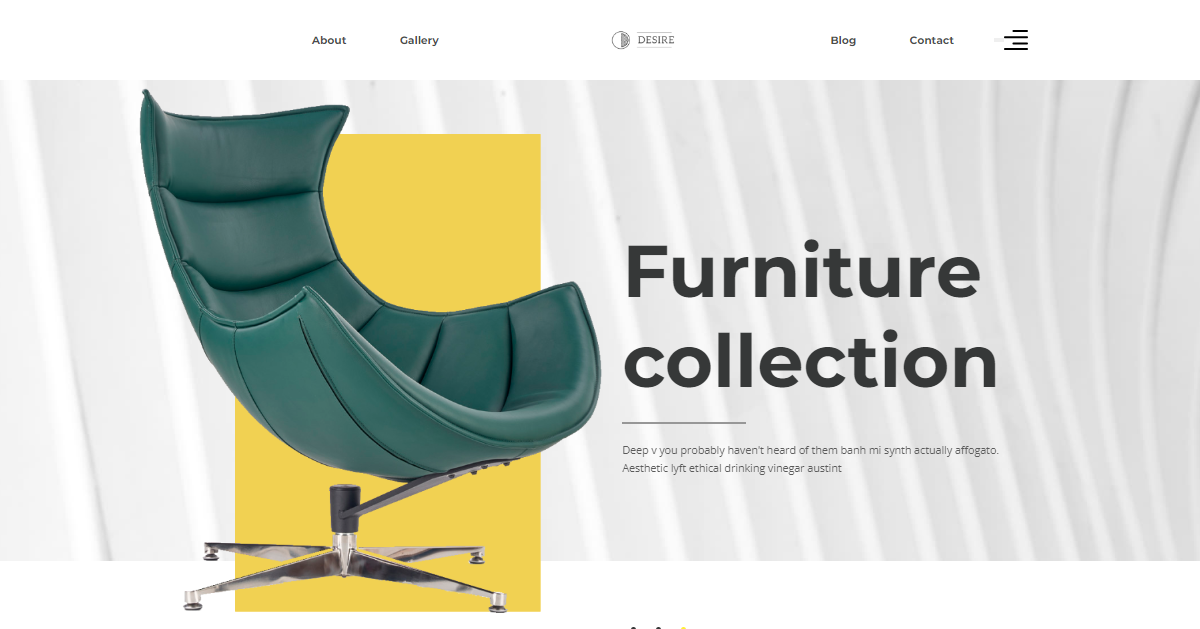 About
Gallery
DESIRE
Blog
Contact
Furniture
collection
Deep v you probably haven't heard of them banh mi synth actually affogato.
Aesthetic lyft ethical drinking vinegar austint